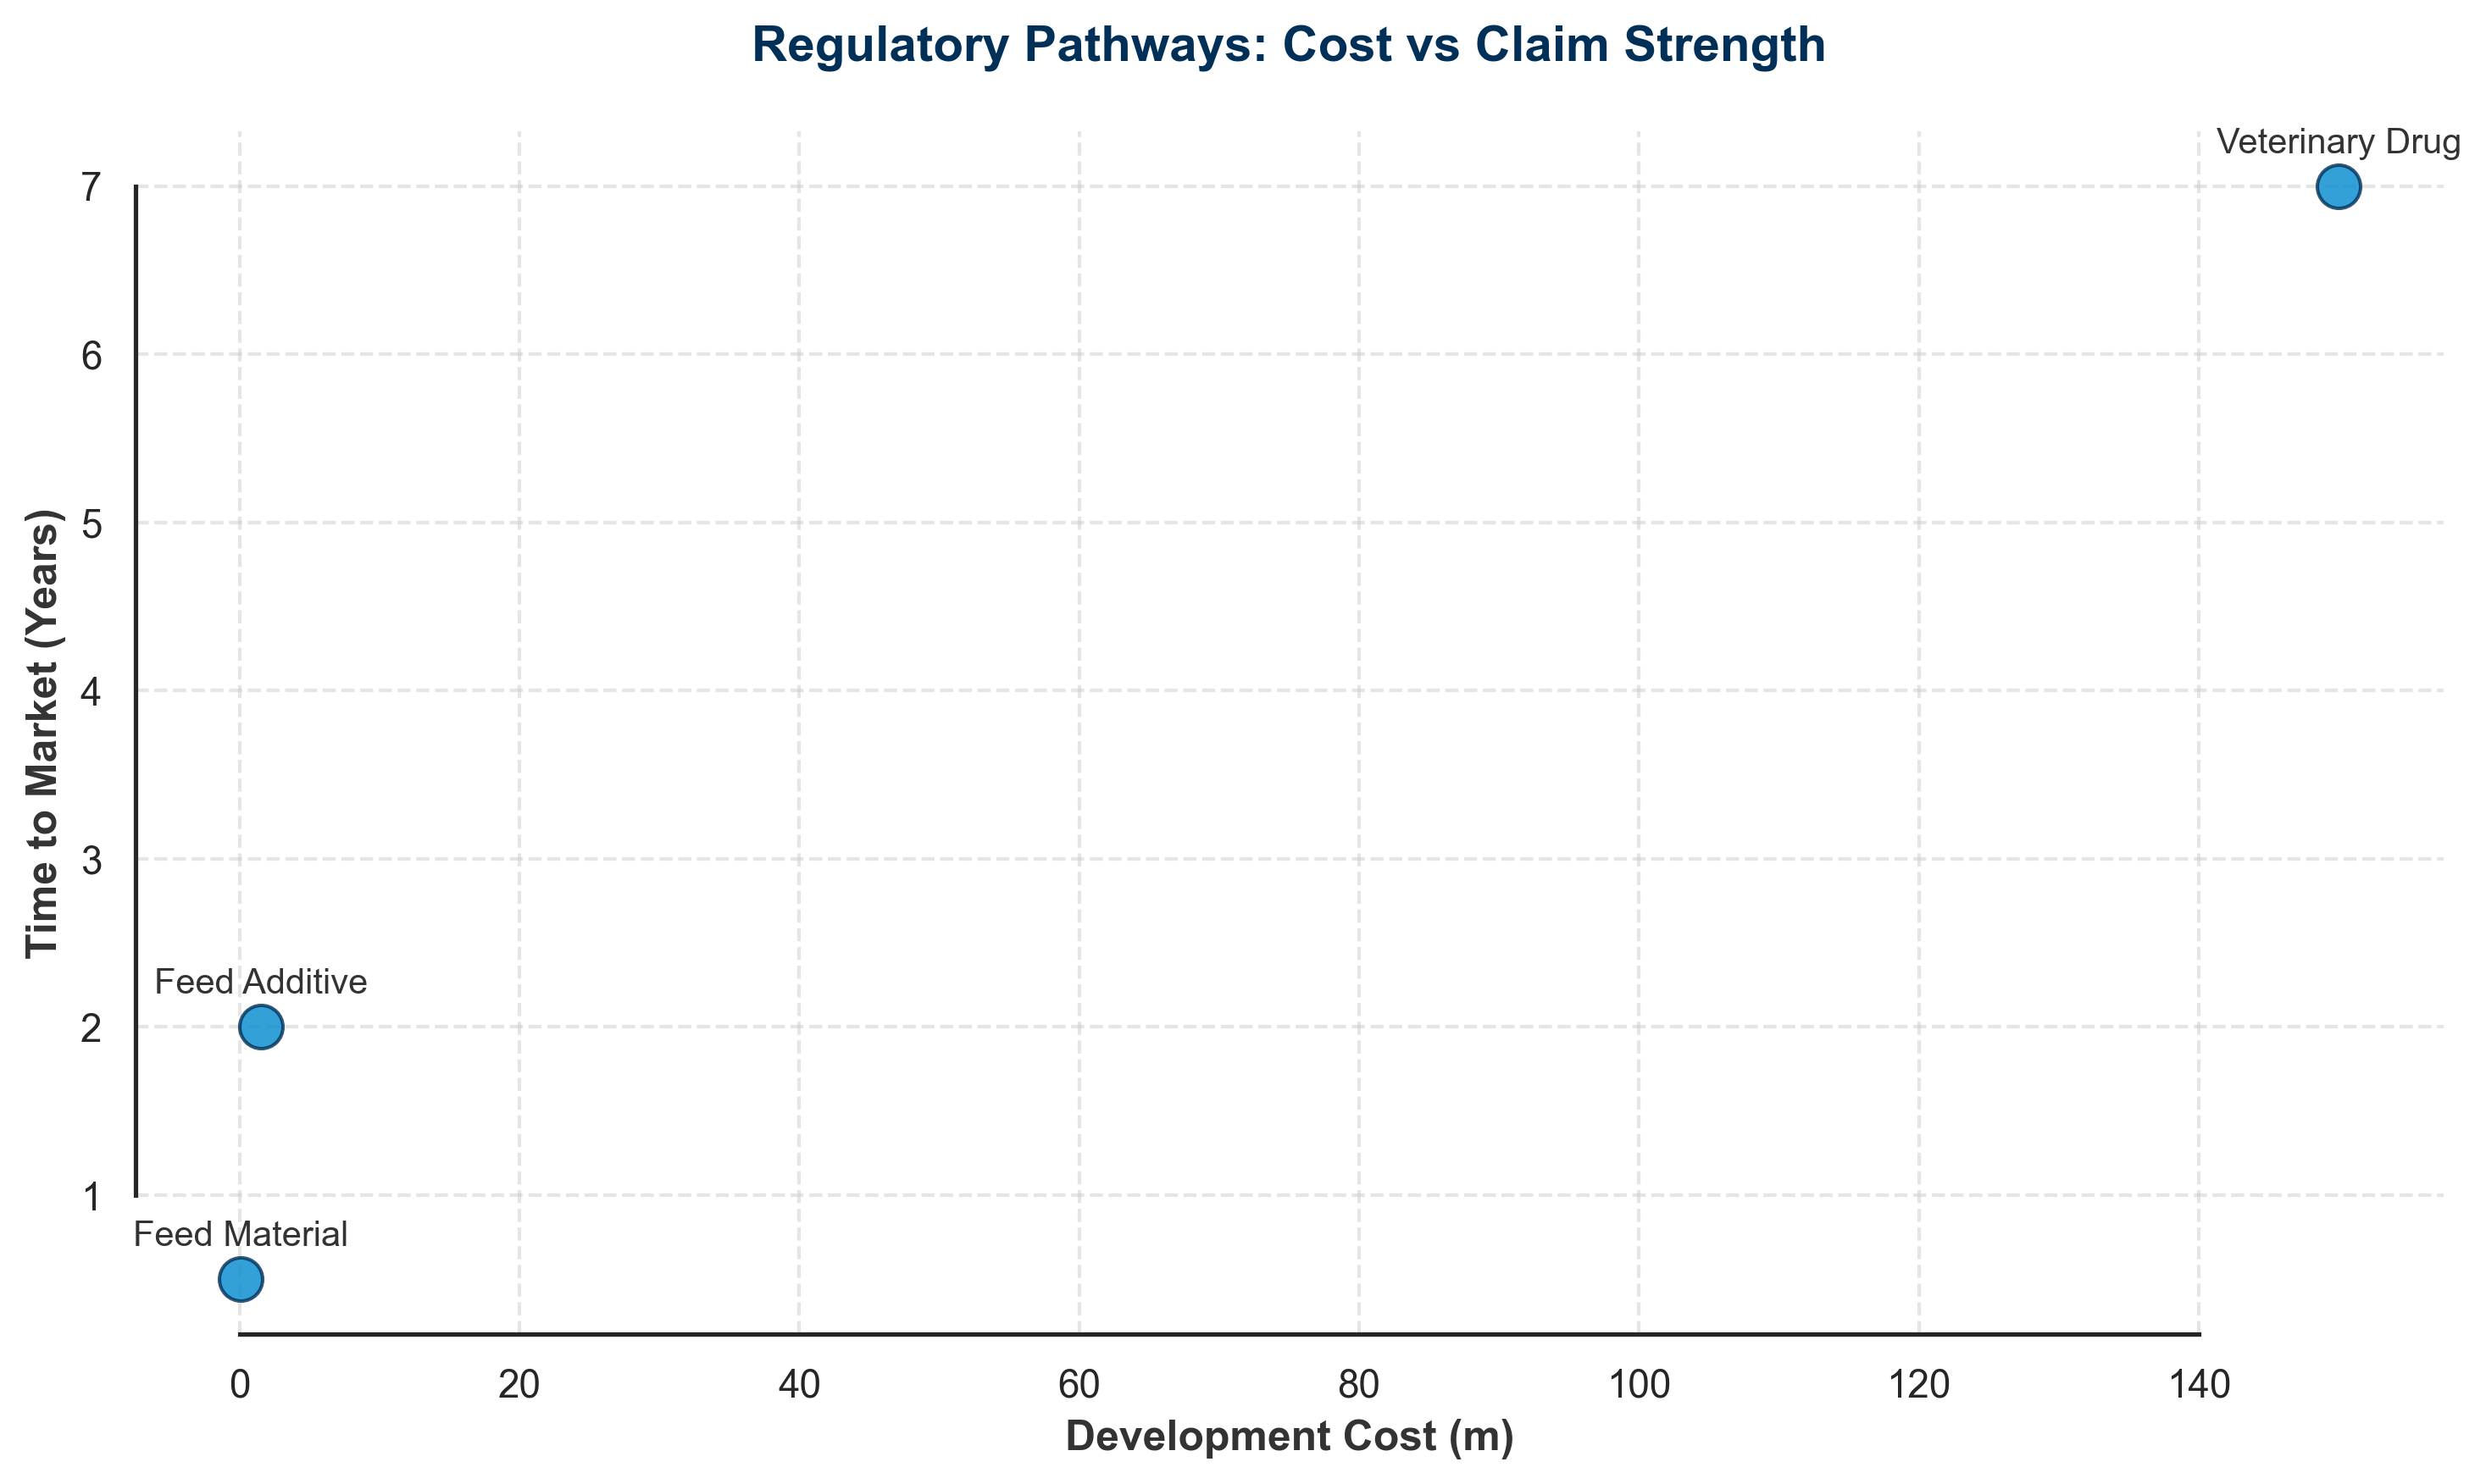 Regulatory Pathways: Cost vs Claim Strength
Veterinary Drug
7
6
5
4
3
2
1
Time to Market (Years)
Feed Additive
Feed Material
0 20 40 60 80 100 120 140
Development Cost (m)